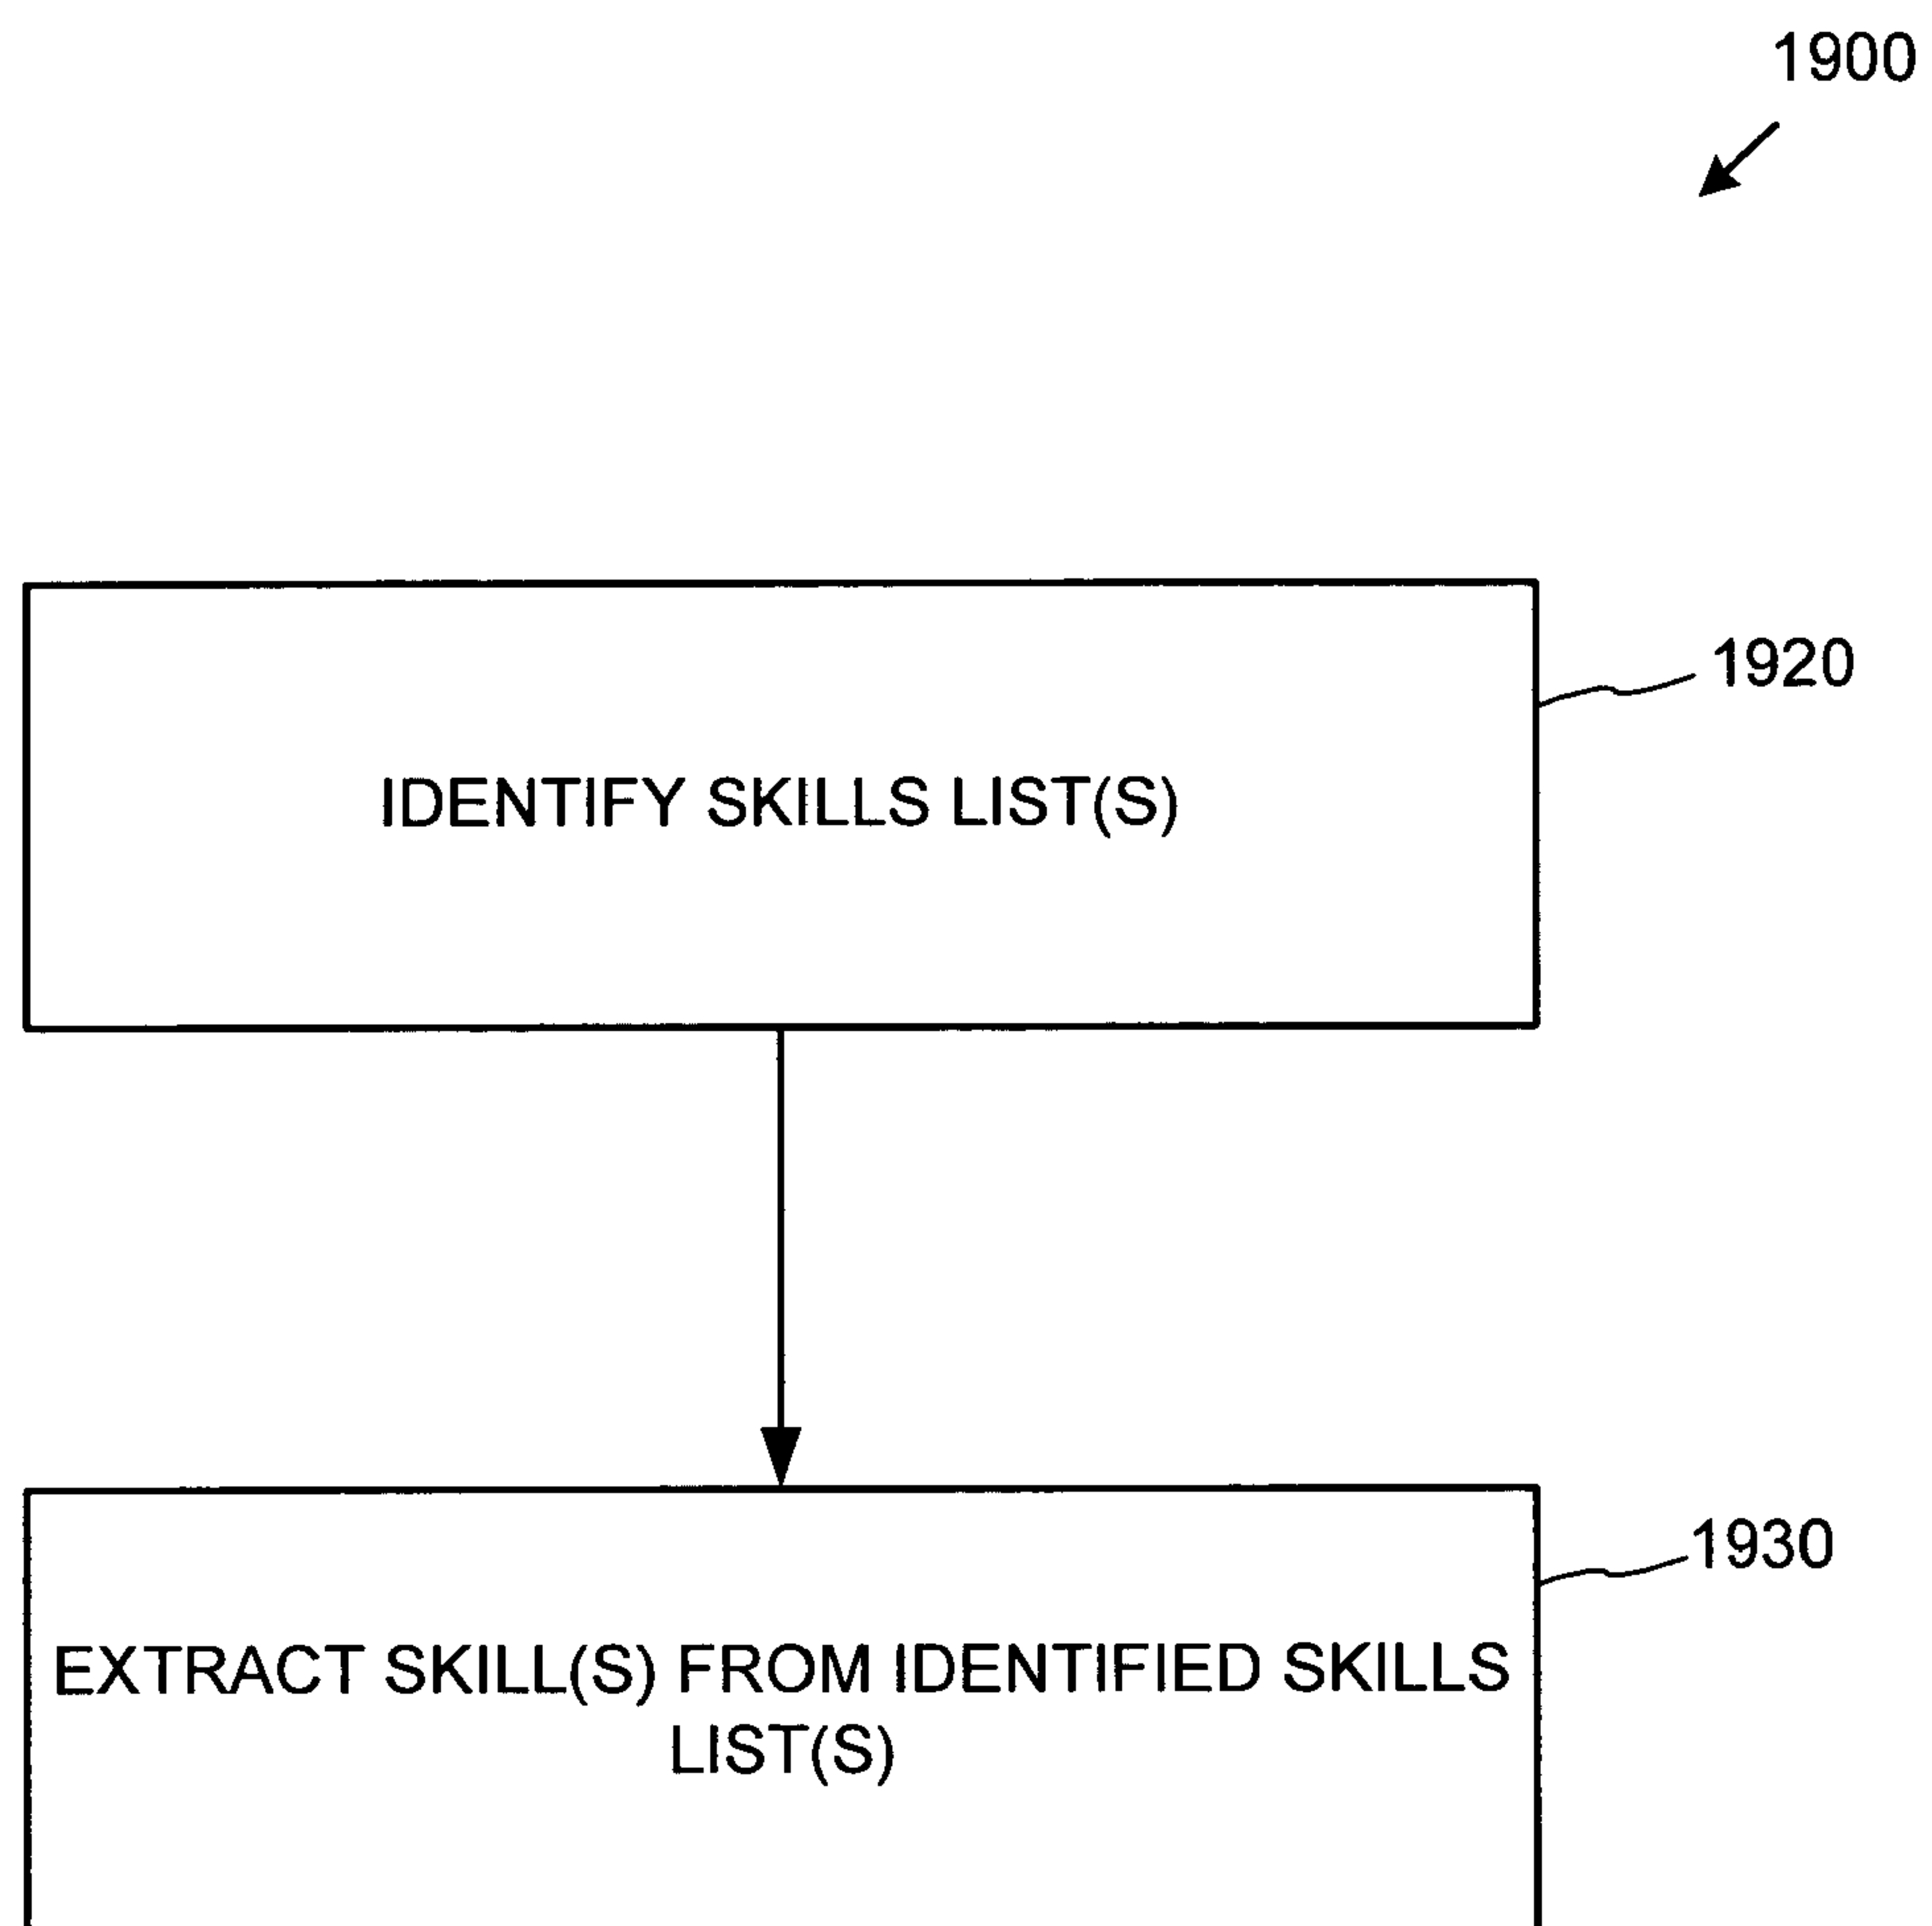 1900
1920
IDENTIFY SKILLS LIST(S)
1930
EXTRACT SKILL(S) FROM IDENTIFIED SKILLS
LIST(S)